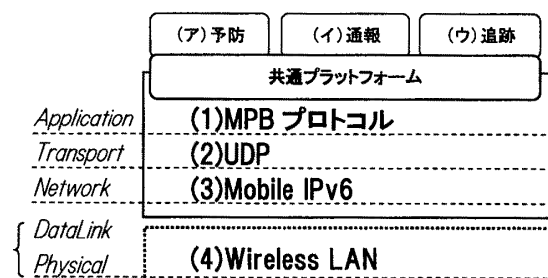 (ア)予防 (イ)通報 (ウ)追跡
共通プラットフォーム
Application (1)MPB プロトコル
Transport (2)UDP
Network (3)Mobile IPv6
DataLink
Physical (4)Wireless LAN